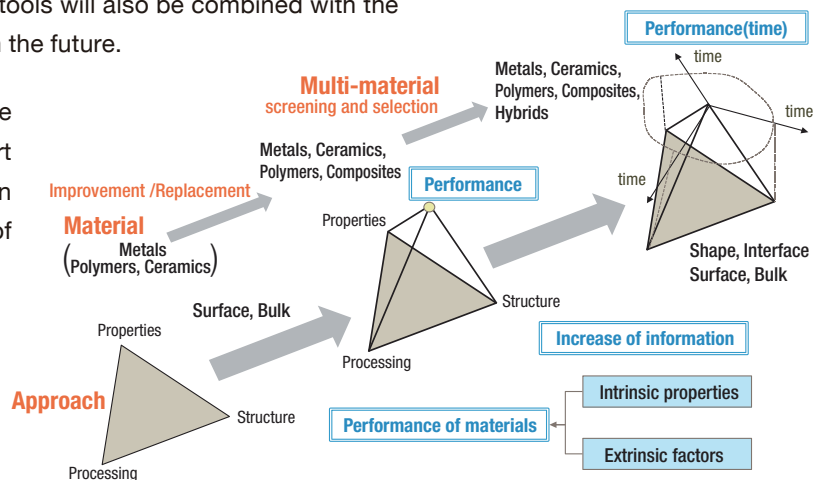 tools will also be combined with the
the future.
of
Performance(time)
time
time
time
Multi-material
screening and selection
Metals, Ceramics,
Polymers, Composites,
Hybrids
Metals, Ceramics,
Polymers, Composites
Improvement /Replacement
Material
Metals
(Polymers, Ceramics)
Performance
Properties
Structure
Processing
Shape, Interface
Surface, Bulk
Surface, Bulk
Properties
Approach
Structure
Processing
Increase of information
Performance of materials
Intrinsic properties
Extrinsic factors